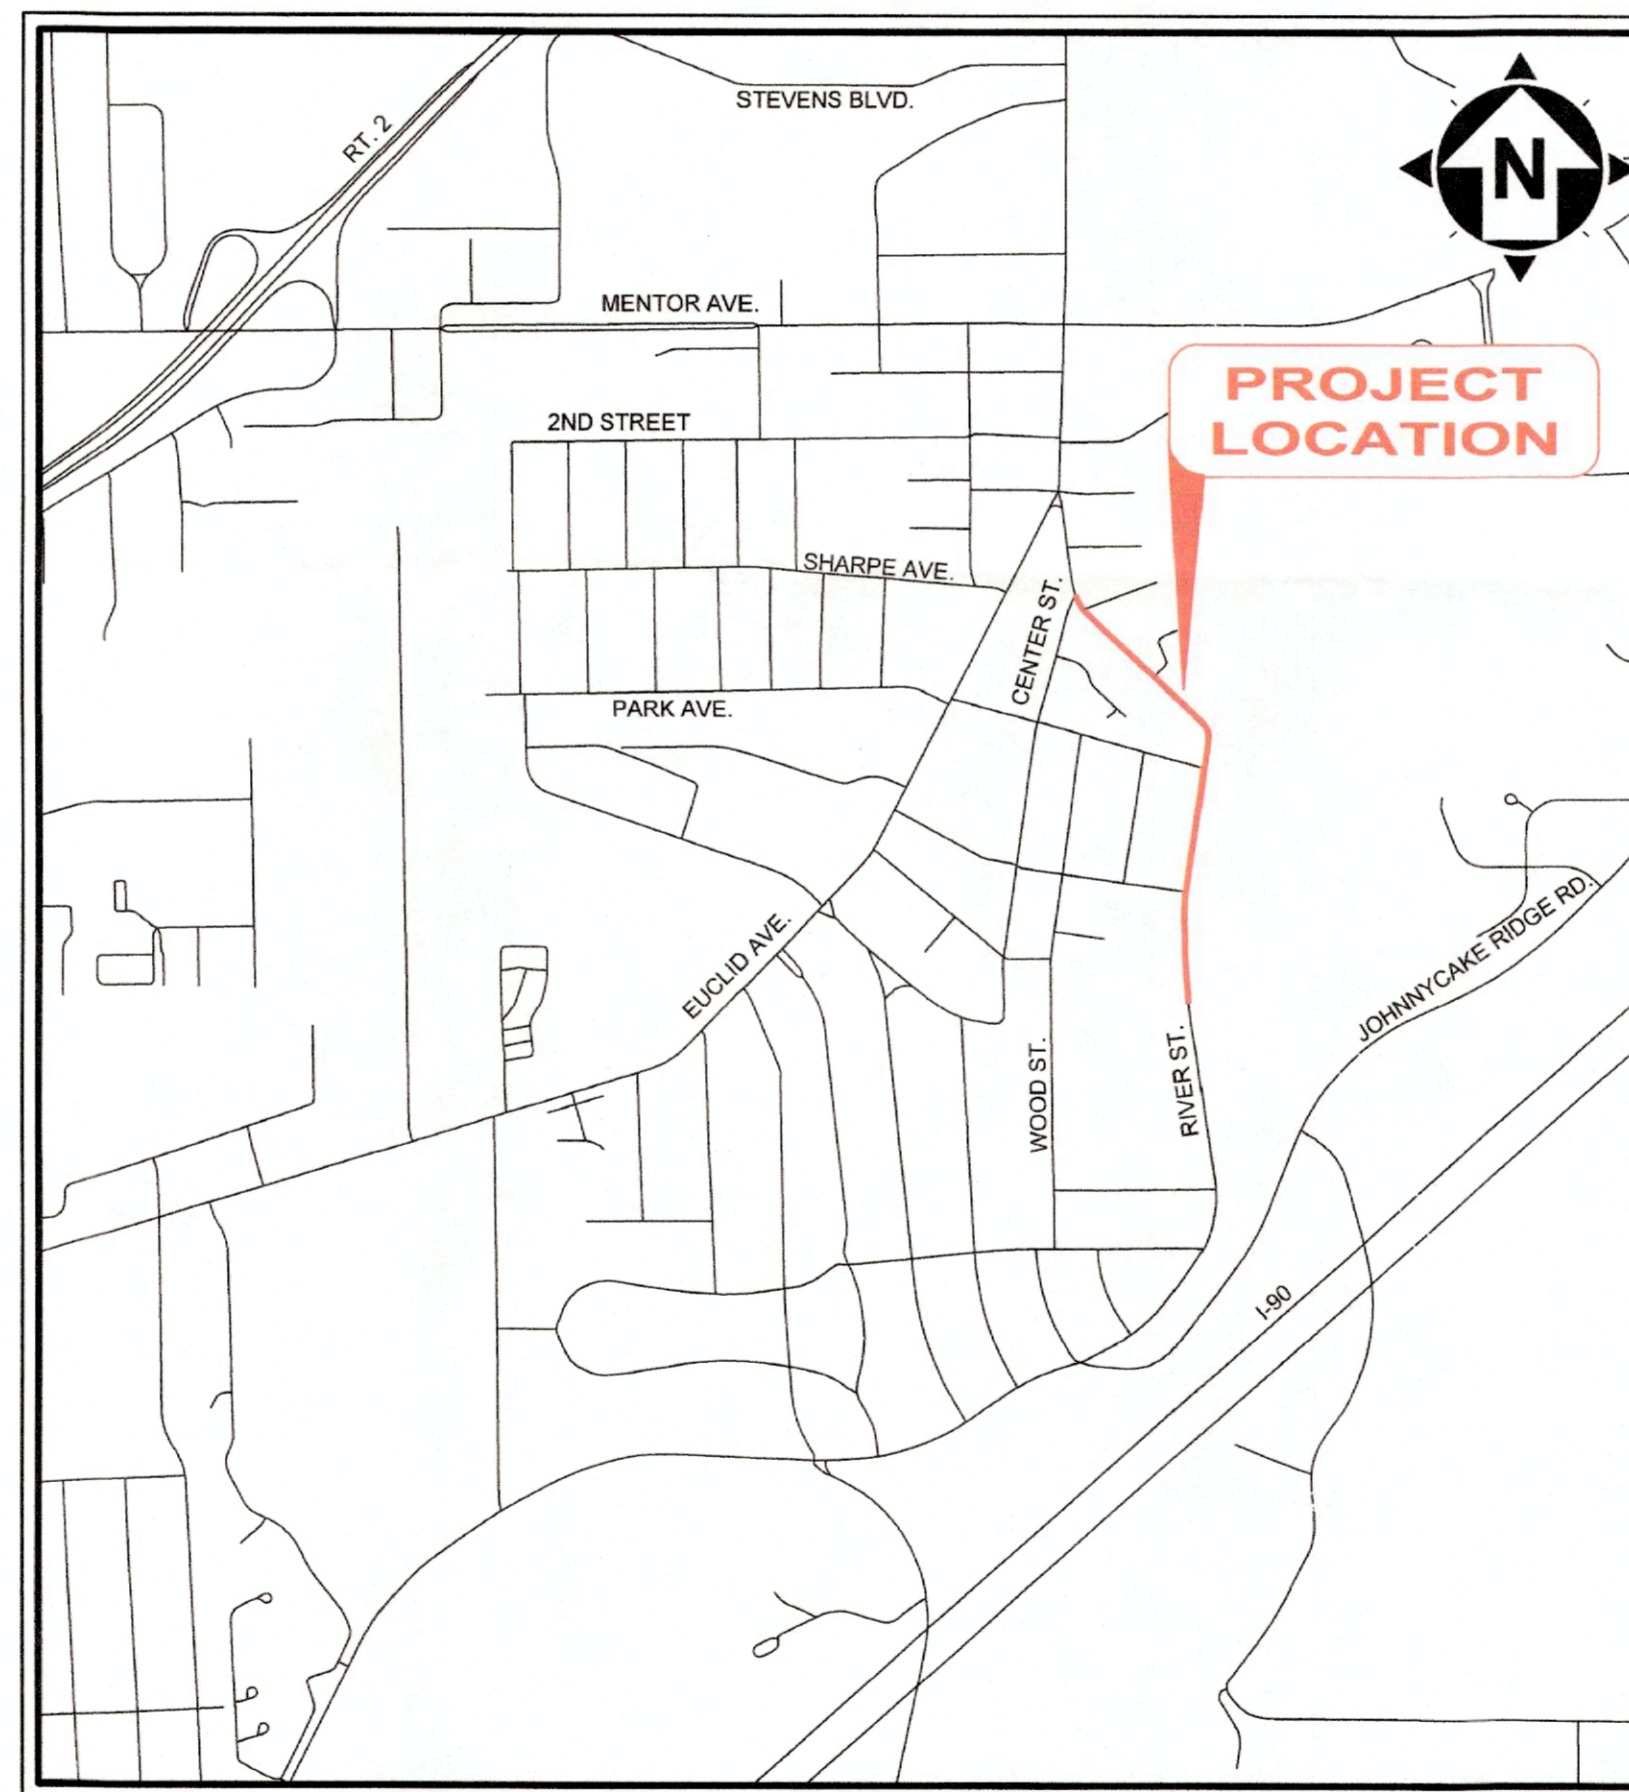 STEVENS BLVD.
RT. 2
N
MENTOR AVE.
PROJECT
LOCATION
2ND STREET
SHARPE AVE.
CENTER ST.
PARK AVE.
EUCLID AVE.
JOHNNYCAKE RIDGE RD.
WOOD ST.
RIVER ST.
I-90